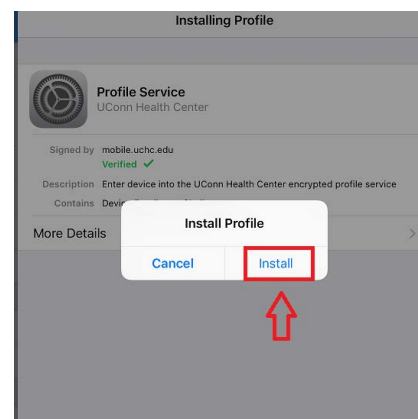 Installing Profile
Profile Service
UConn Health Center
Signed by mobile.uchc.edu
Verified ✓
Description Enter device into the UConn Health Center encrypted profile service
Contains
More Details
Install Profile
Cancel Install